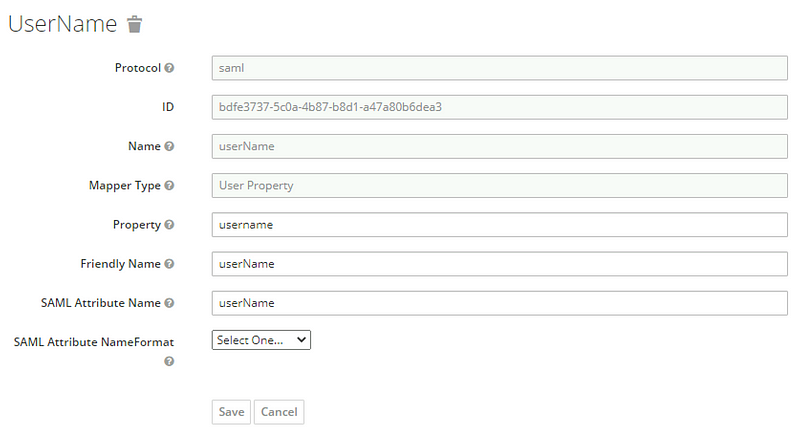 UserName
Protocol saml
ID bdfe3737-5c0a-4b87-b8d1-a47a80b6dea3
Name userName
Mapper Type User Property
Property username
Friendly Name userName
SAML Attribute Name userName
SAML Attribute NameFormat Select One...
Save Cancel